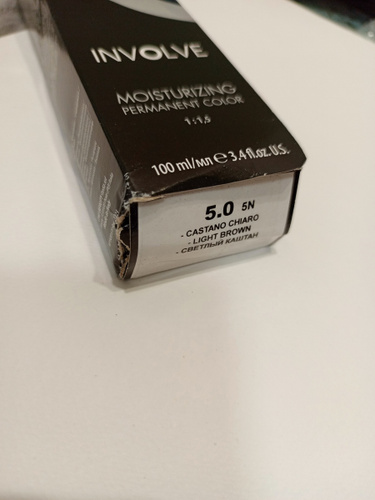 INVOLVE
MOISTURIZING
PERMANENT COLOR
1:1,5
100 ml/мл ℮ 3.4 fl.oz.U.S.
5.0 5N
- CASTANO CHIARO
- LIGHT BROWN
- СВЕТЛЫЙ КАШТАН